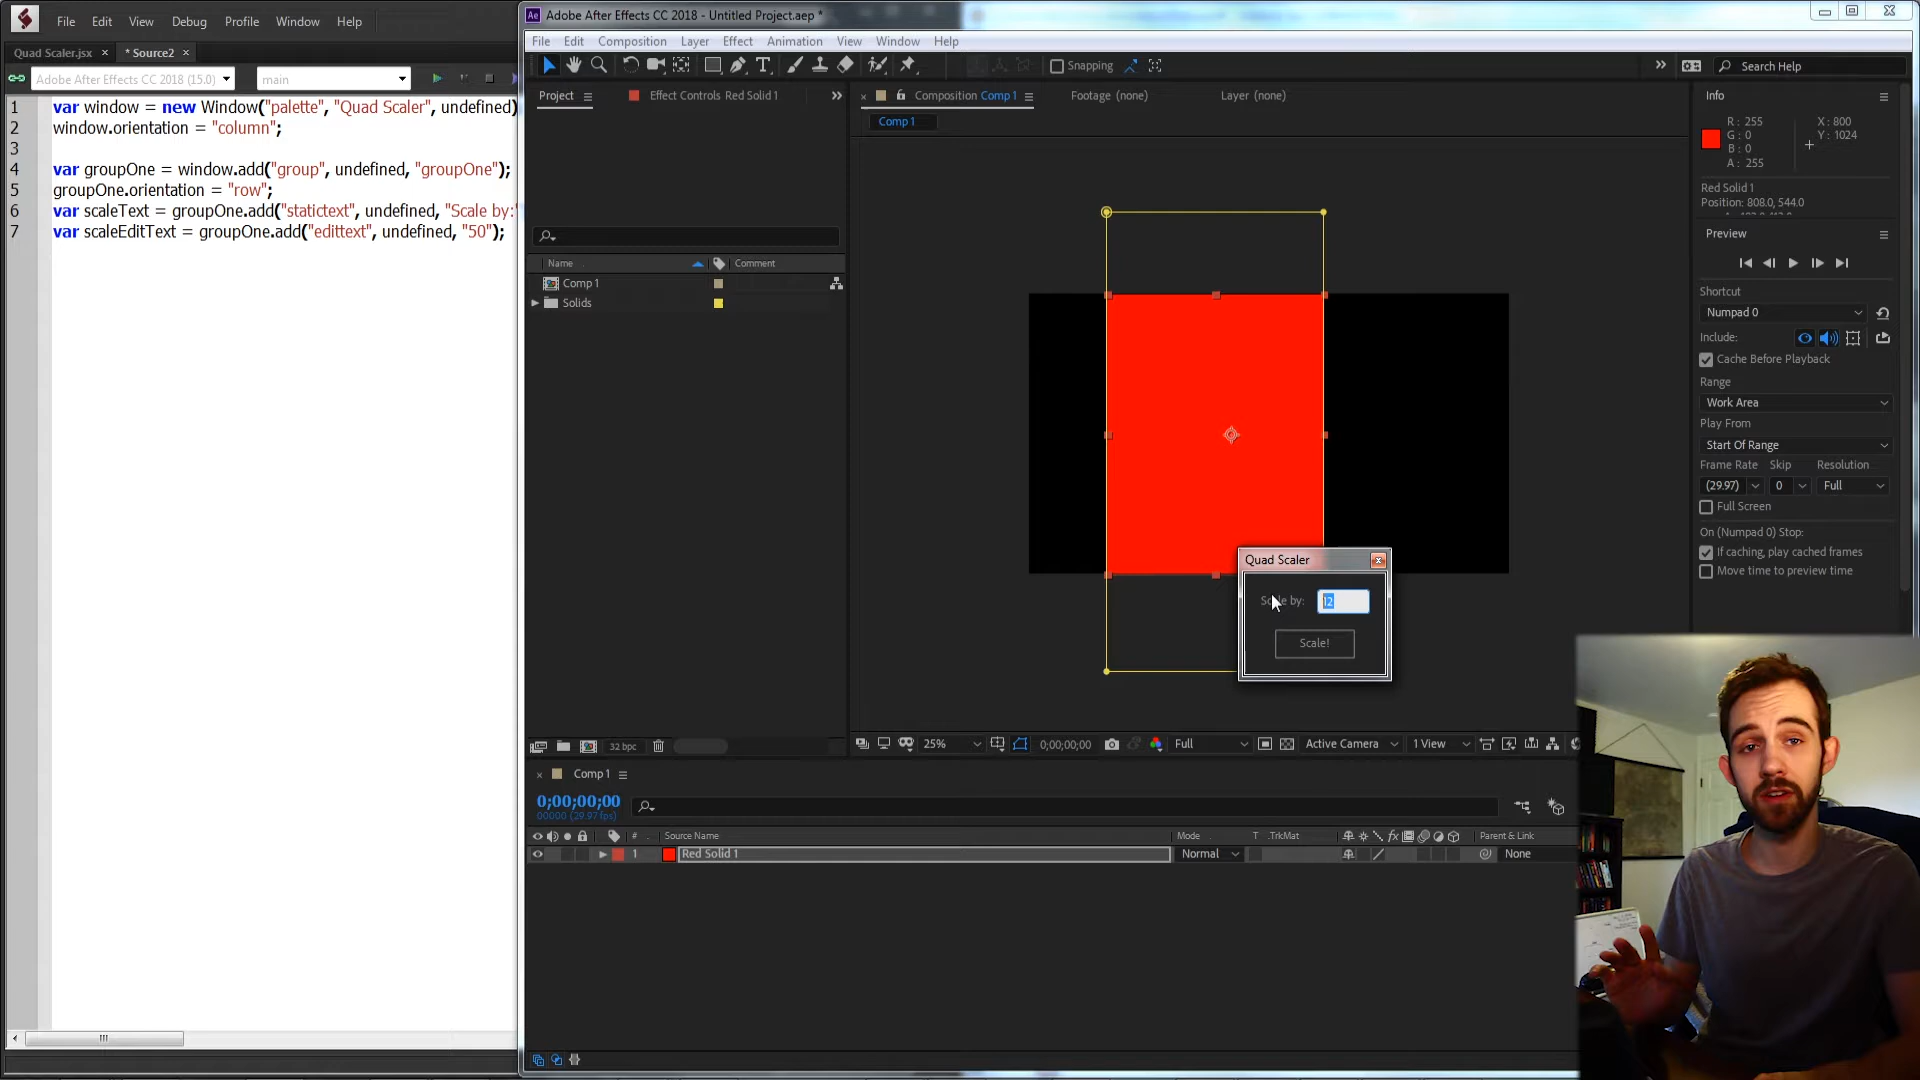 File Edit View Debug Profile Window Help
Quad Scaler.jsx × * Source2 ×
Adobe After Effects CC 2018 (15.0) main
1 var window = new Window("palette", "Quad Scaler", undefined)
2 window.orientation = "column";
3
4 var groupOne = window.add("group", undefined, "groupOne");
5 groupOne.orientation = "row";
6 var scaleText = groupOne.add("statictext", undefined, "Scale by:"
7 var scaleEditText = groupOne.add("edittext", undefined, "50");
Ae Adobe After Effects CC 2018 - Untitled Project.aep *
File Edit Composition Layer Effect Animation View Window Help
Snapping
Search Help
Project
Effect Controls Red Solid 1
Composition Comp 1
Footage (none)
Layer (none)
Comp 1
Name Comment
Comp 1
Solids
32 bpc
Info
R : 255
G : 0
B : 0
A : 255
X : 800
Y : 1024
Red Solid 1
Position: 808.0, 544.0
Preview
Shortcut
Numpad 0
Include:
Cache Before Playback
Range
Work Area
Play From
Start Of Range
Frame Rate Skip Resolution
(29.97) 0 Full
Full Screen
On (Numpad 0) Stop:
If caching, play cached frames
Move time to preview time
Quad Scaler
Scale by: 12
Scale!
25% 0;00;00;00 Full Active Camera 1 View
Comp 1
0;00;00;00
00000 (29.97 fps)
# Source Name Mode T .TrkMat Parent & Link
1 Red Solid 1 Normal None